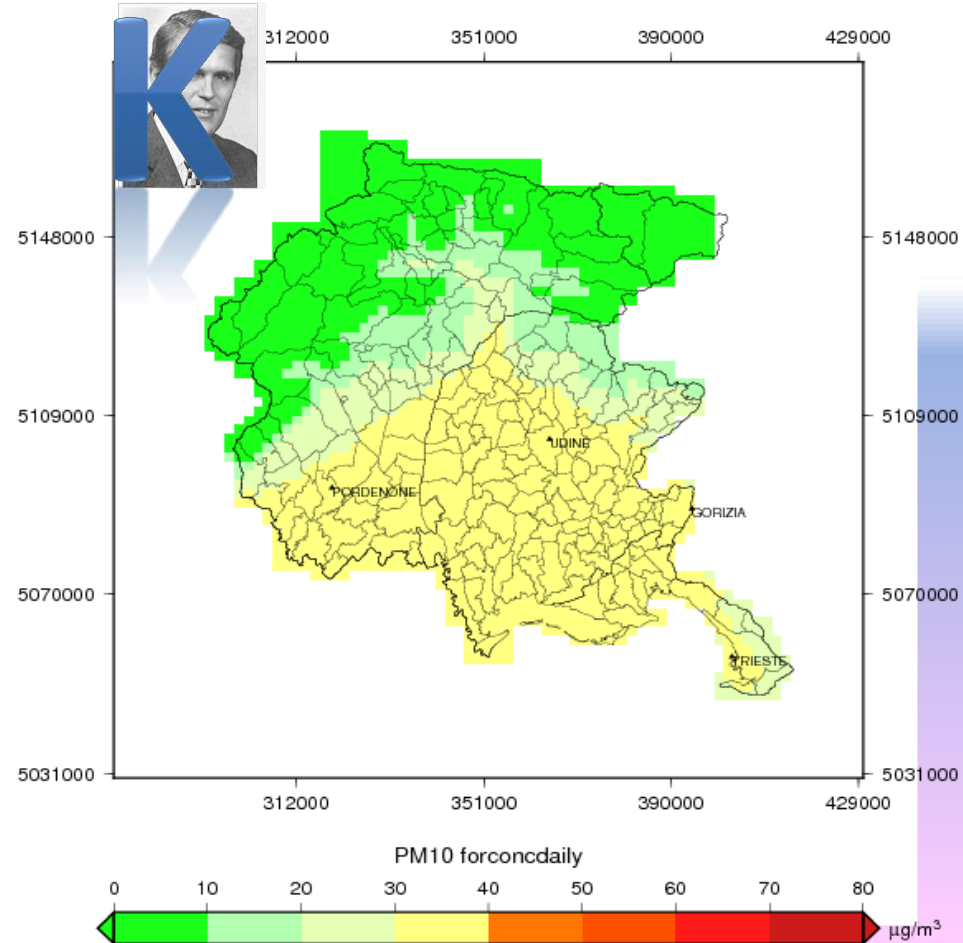 K
312000 351000 390000 429000
5148000 5148000
5109000 5109000
UDINE
PORDENONE
GORIZIA
5070000 5070000
TRIESTE
5031000 5031000
312000 351000 390000 429000
PM10 forconcdaily
0 10 20 30 40 50 60 70 80
µg/m³